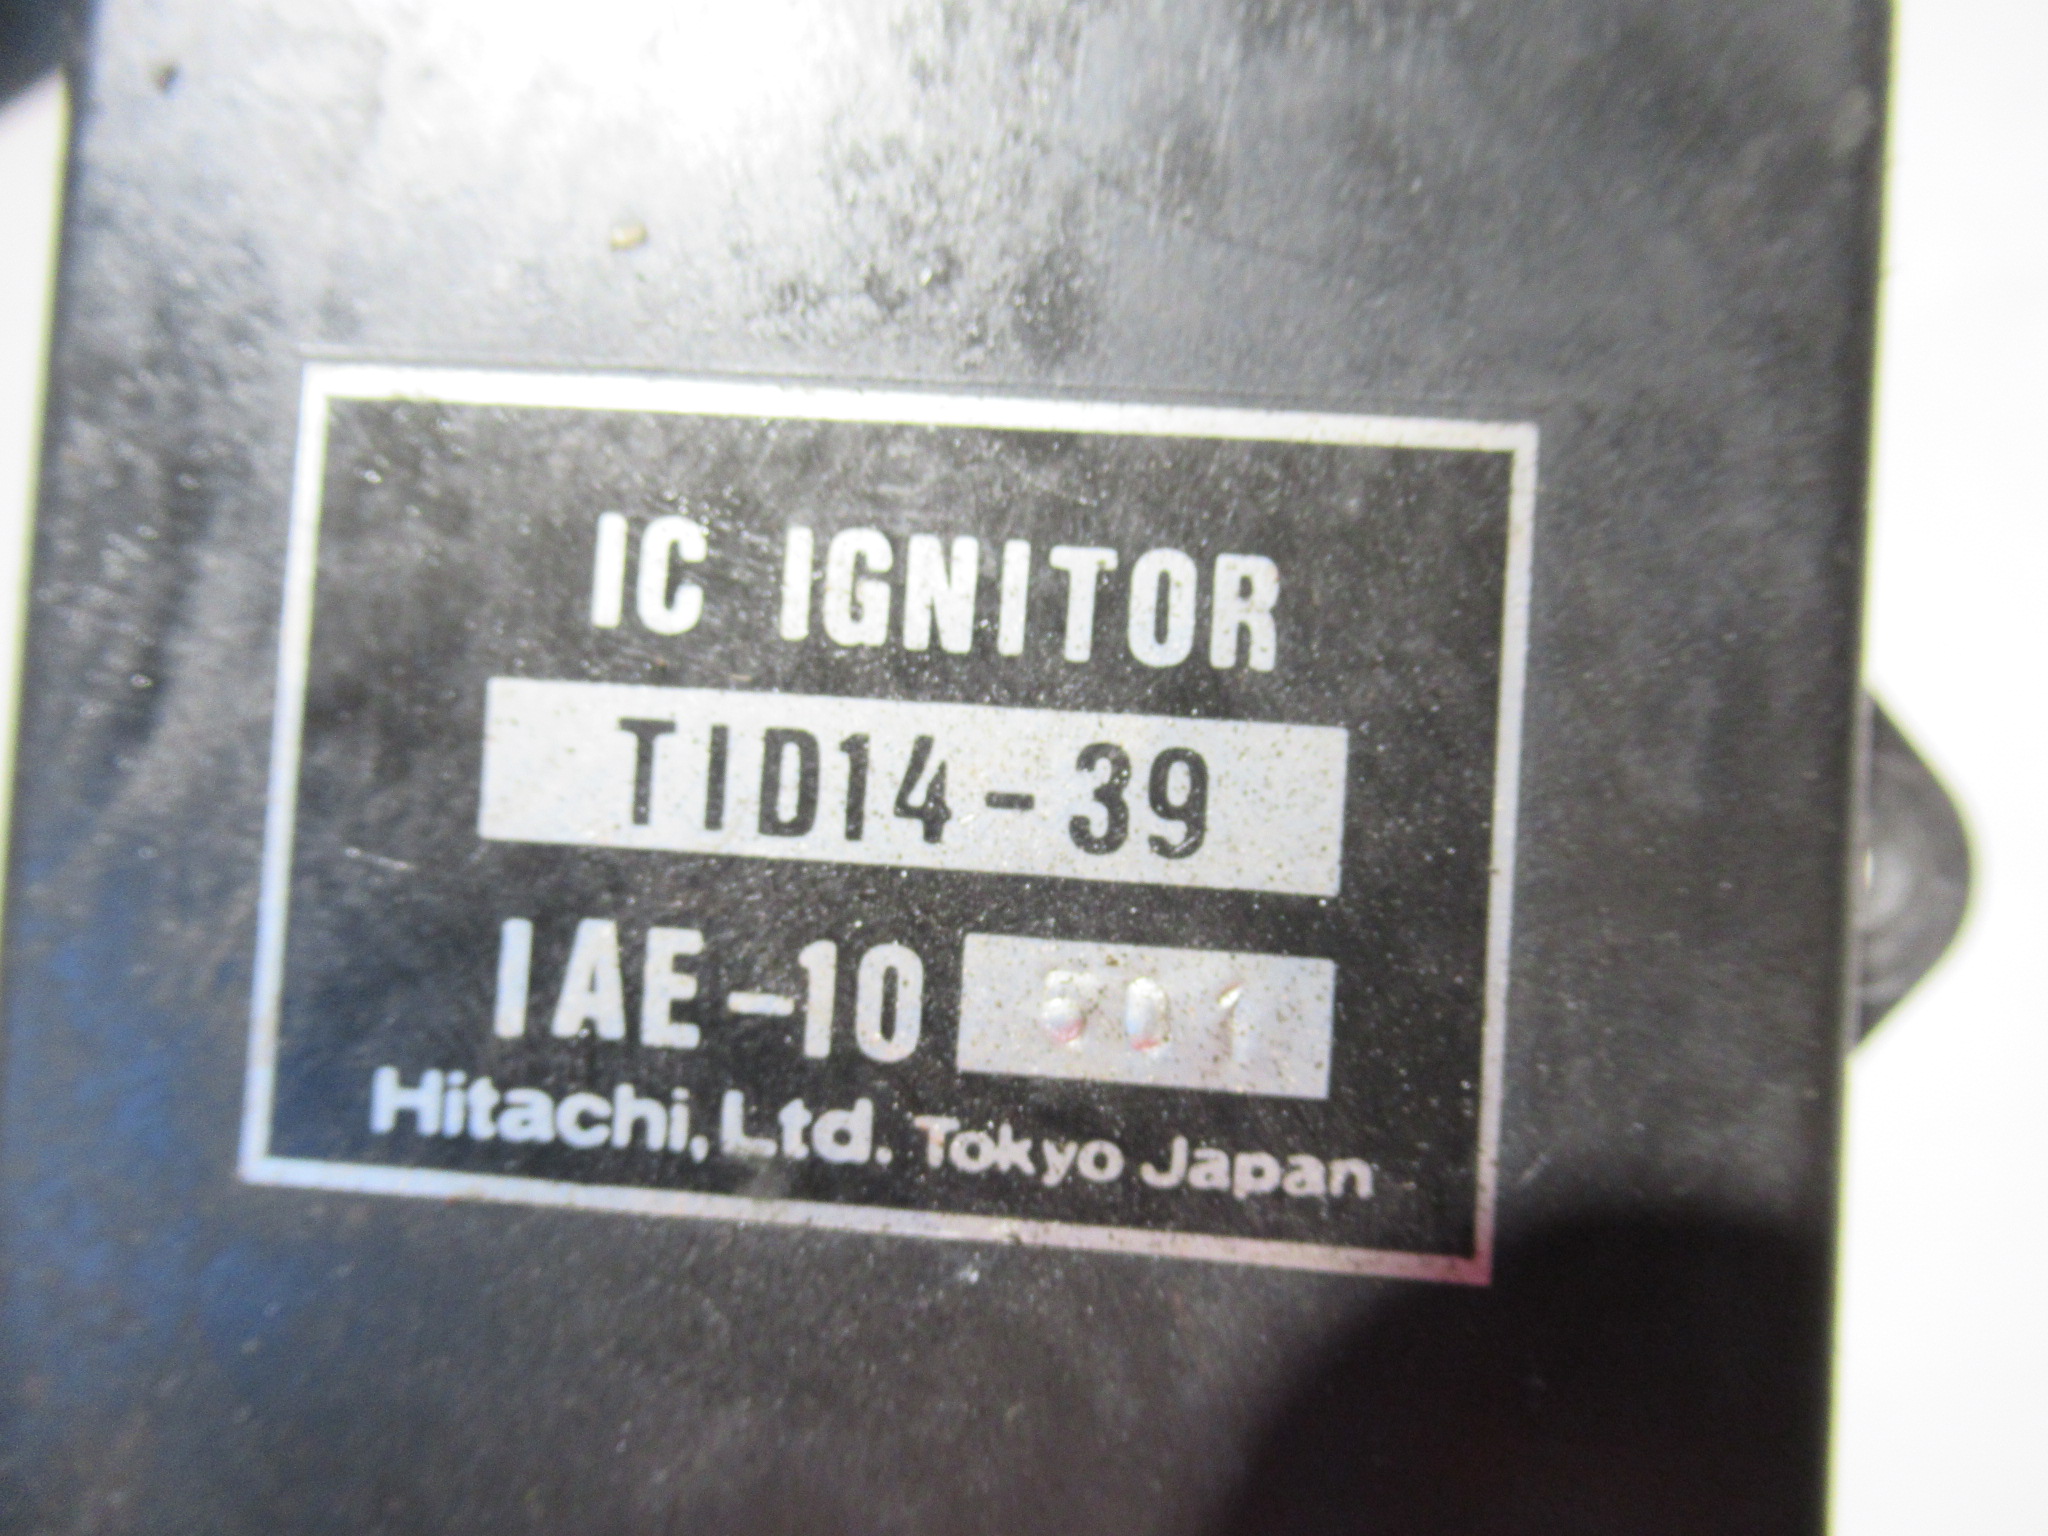 IC IGNITOR
TID14-39
IAE-10
Hitachi, Ltd. Tokyo Japan